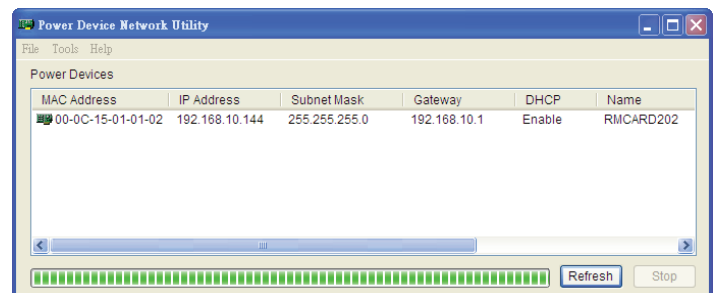 Power Device Network Utility
File Tools Help
Power Devices
MAC Address IP Address Subnet Mask Gateway DHCP Name
00-0C-15-01-01-02 192.168.10.144 255.255.255.0 192.168.10.1 Enable RMCARD202
Refresh Stop